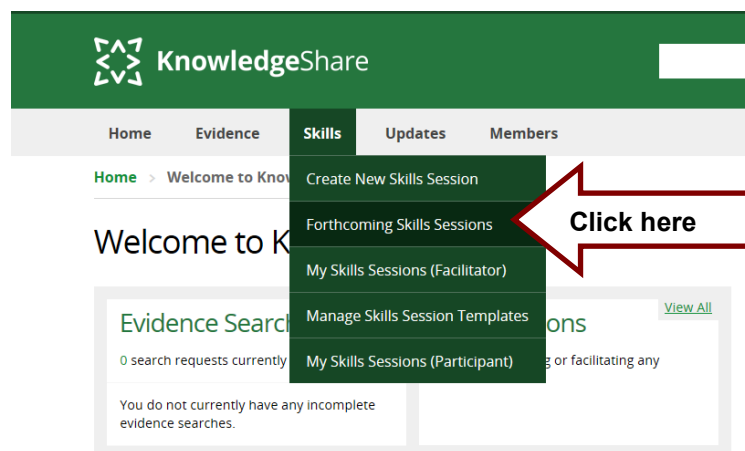 KnowledgeShare
Home Evidence Skills Updates Members
Home > Welcome to Know
Create New Skills Session
Forthcoming Skills Sessions
Click here
Welcome to K
My Skills Sessions (Facilitator)
Manage Skills Session Templates
My Skills Sessions (Participant)
View All
Evidence Search
ons
0 search requests currently
g or facilitating any
You do not currently have any incomplete
evidence searches.